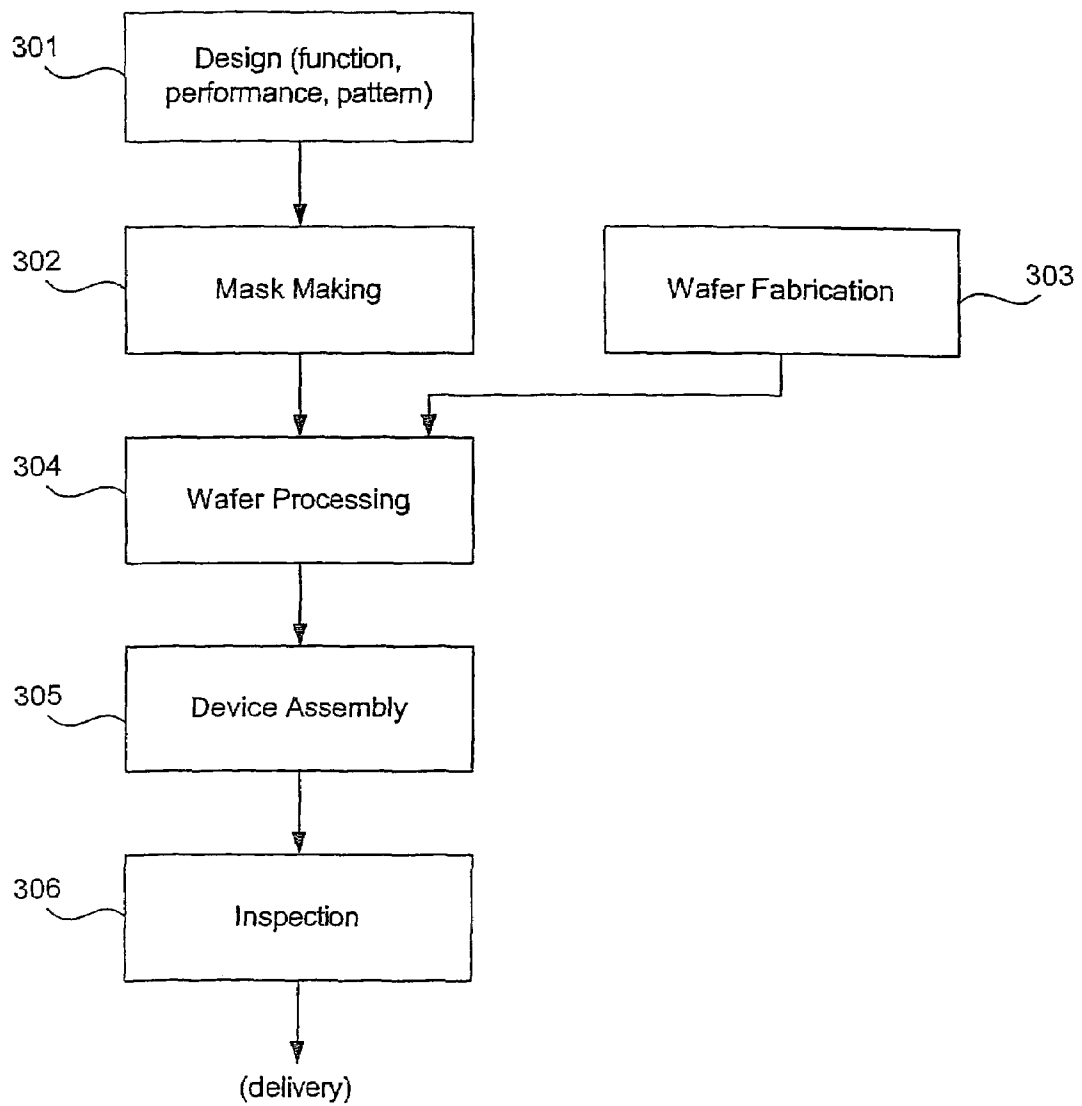 301
Design (function,
performance, pattern)
302
Mask Making
Wafer Fabrication
303
304
Wafer Processing
305
Device Assembly
306
Inspection
(delivery)